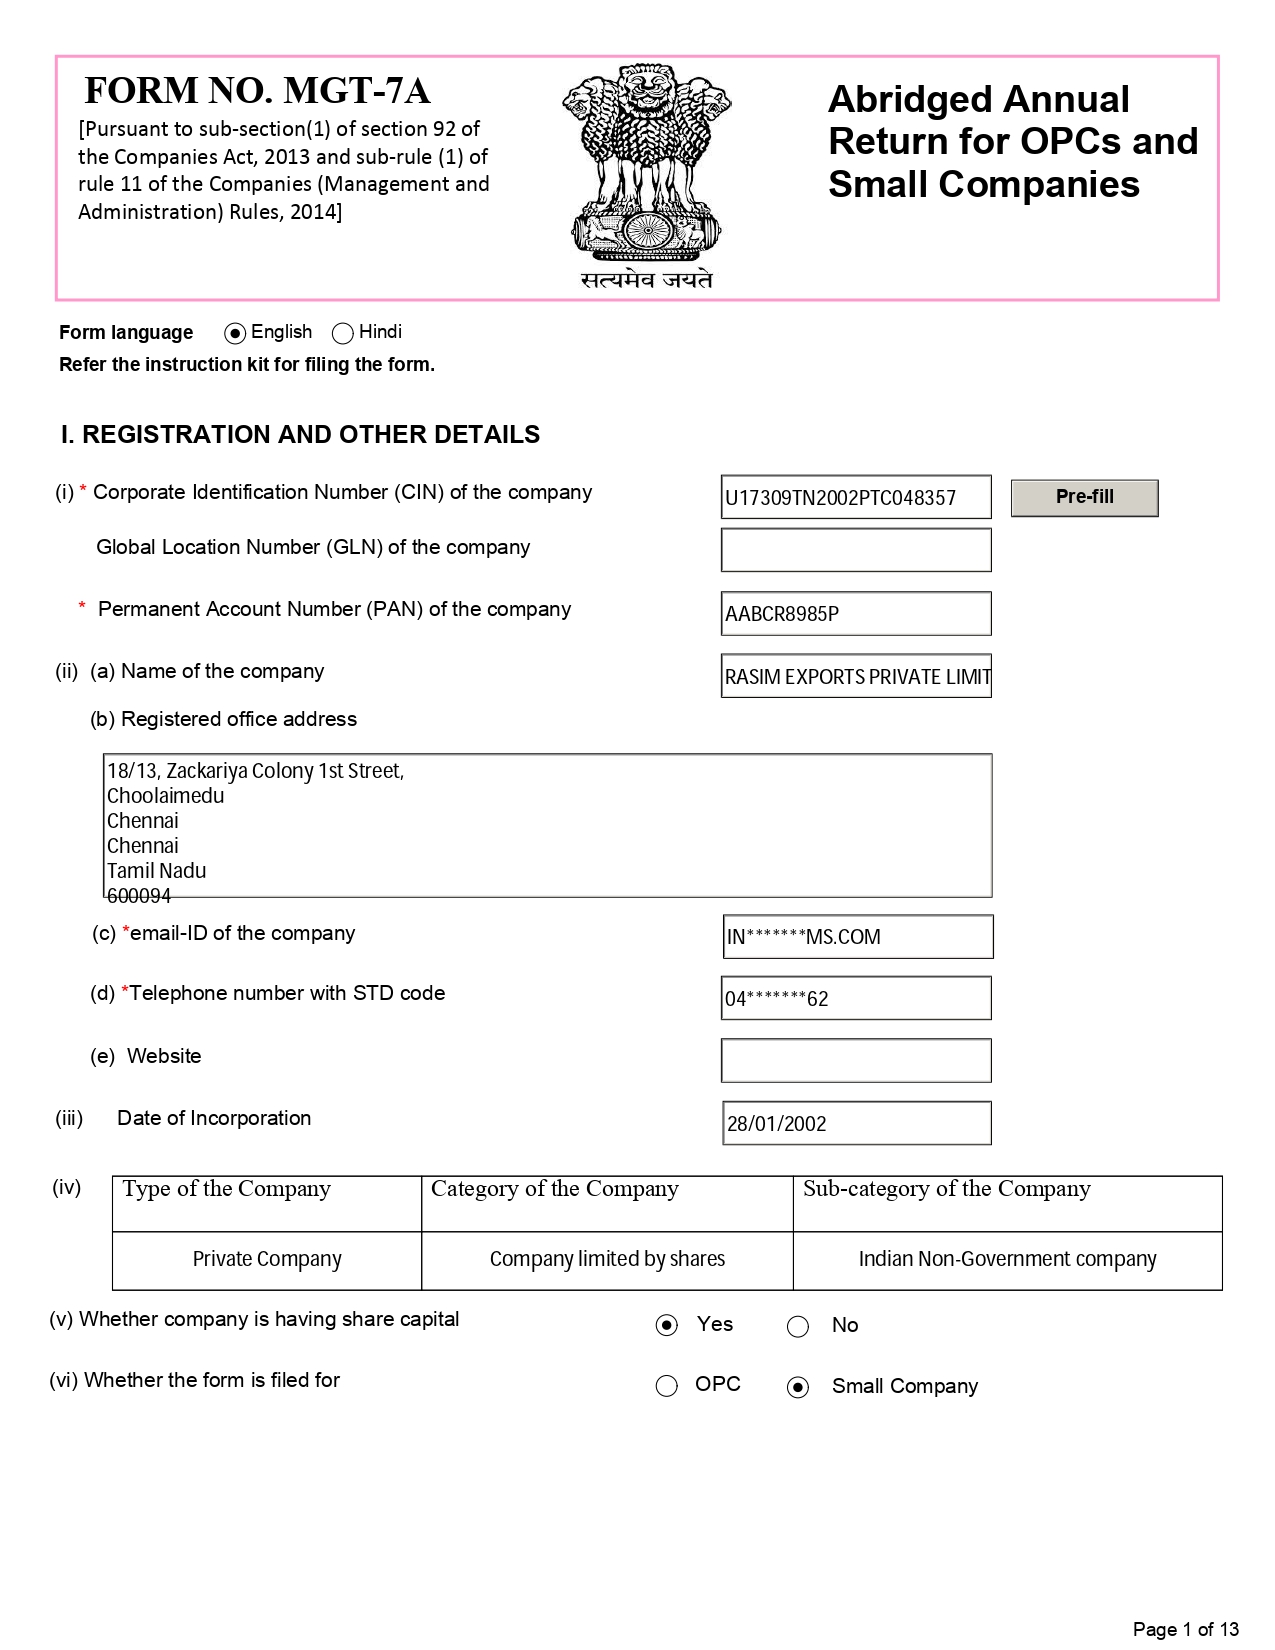 FORM NO. MGT-7A
[Pursuant to sub-section(1) of section 92 of
the Companies Act, 2013 and sub-rule (1) of
rule 11 of the Companies (Management and
Administration) Rules, 2014]
सत्यमेव जयते
Abridged Annual
Return for OPCs and
Small Companies
Form language English Hindi
Refer the instruction kit for filing the form.
I. REGISTRATION AND OTHER DETAILS
(i) * Corporate Identification Number (CIN) of the company U17309TN2002PTC048357 Pre-fill
Global Location Number (GLN) of the company
* Permanent Account Number (PAN) of the company AABCR8985P
(ii) (a) Name of the company RASIM EXPORTS PRIVATE LIMIT
(b) Registered office address
18/13, Zackariya Colony 1st Street,
Choolaimedu
Chennai
Chennai
Tamil Nadu
600094
(c) *email-ID of the company IN*******MS.COM
(d) *Telephone number with STD code 04*******62
(e) Website
(iii) Date of Incorporation 28/01/2002
(iv) Type of the Company Category of the Company Sub-category of the Company
Private Company Company limited by shares Indian Non-Government company
(v) Whether company is having share capital Yes No
(vi) Whether the form is filed for OPC Small Company
Page 1 of 13